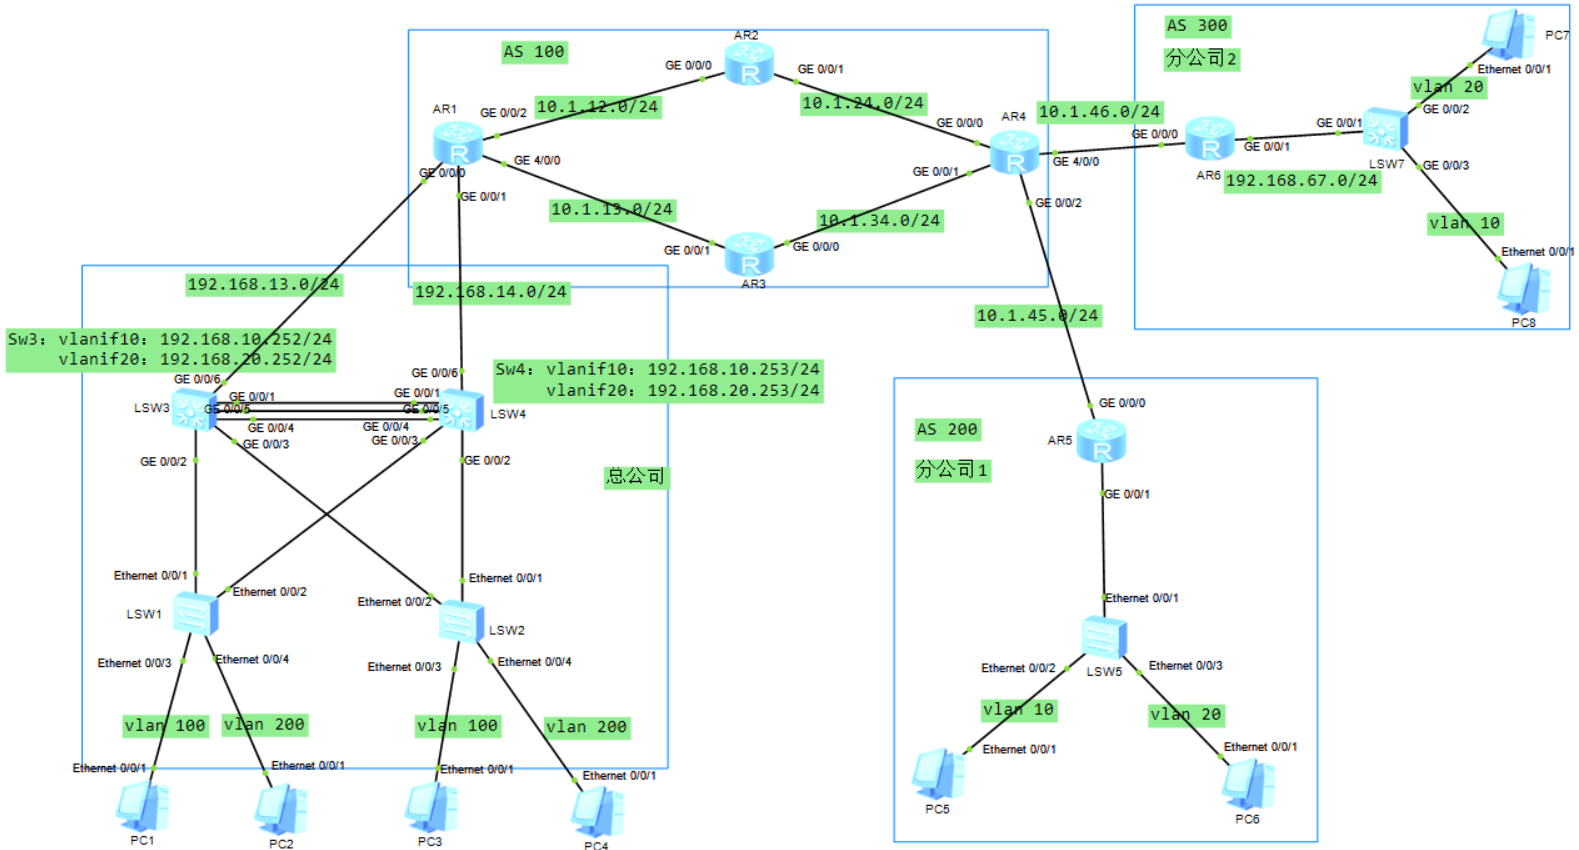 AS 300
PC7
AR2
AS 100
分公司2
GE 0/0/0
GE 0/0/1
Ethernet 0/0/1
vlan 20
AR1
GE 0/0/2
10.1.12.0/24
10.1.24.0/24
GE 0/0/0
AR4
10.1.46.0/24
GE 0/0/0
GE 0/0/1
GE 0/0/2
GE 0/0/1
GE 4/0/0
GE 0/0/0
GE 0/0/1
GE 4/0/0
AR6
LSW7
GE 0/0/3
192.168.67.0/24
GE 0/0/1
GE 0/0/2
10.1.13.0/24
10.1.34.0/24
vlan 10
GE 0/0/1
GE 0/0/0
AR3
Ethernet 0/0/1
PC8
192.168.13.0/24
192.168.14.0/24
10.1.45.0/24
Sw3: vlanif10: 192.168.10.252/24
vlanif20: 192.168.20.252/24
Sw4: vlanif10: 192.168.10.253/24
vlanif20: 192.168.20.253/24
GE 0/0/6
GE 0/0/6
LSW3
GE 0/0/1
GE 0/0/1
GE 0/0/5
GE 0/0/5
LSW4
GE 0/0/4
GE 0/0/4
GE 0/0/3
GE 0/0/3
GE 0/0/2
GE 0/0/2
总公司
GE 0/0/0
AS 200
AR5
分公司1
GE 0/0/1
Ethernet 0/0/1
Ethernet 0/0/2
Ethernet 0/0/2
Ethernet 0/0/1
LSW1
LSW2
Ethernet 0/0/3
Ethernet 0/0/4
Ethernet 0/0/3
Ethernet 0/0/4
Ethernet 0/0/1
Ethernet 0/0/2
LSW5
Ethernet 0/0/3
vlan 100
vlan 200
vlan 100
vlan 200
vlan 10
vlan 20
Ethernet 0/0/1
Ethernet 0/0/1
Ethernet 0/0/1
Ethernet 0/0/1
Ethernet 0/0/1
Ethernet 0/0/1
PC1
PC2
PC3
PC4
PC5
PC6